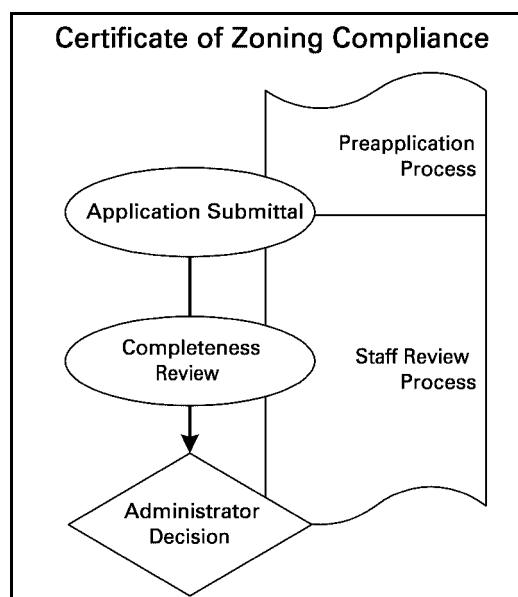 Certificate of Zoning Compliance
Preapplication
Process
Application Submittal
Completeness
Review
Staff Review
Process
Administrator
Decision